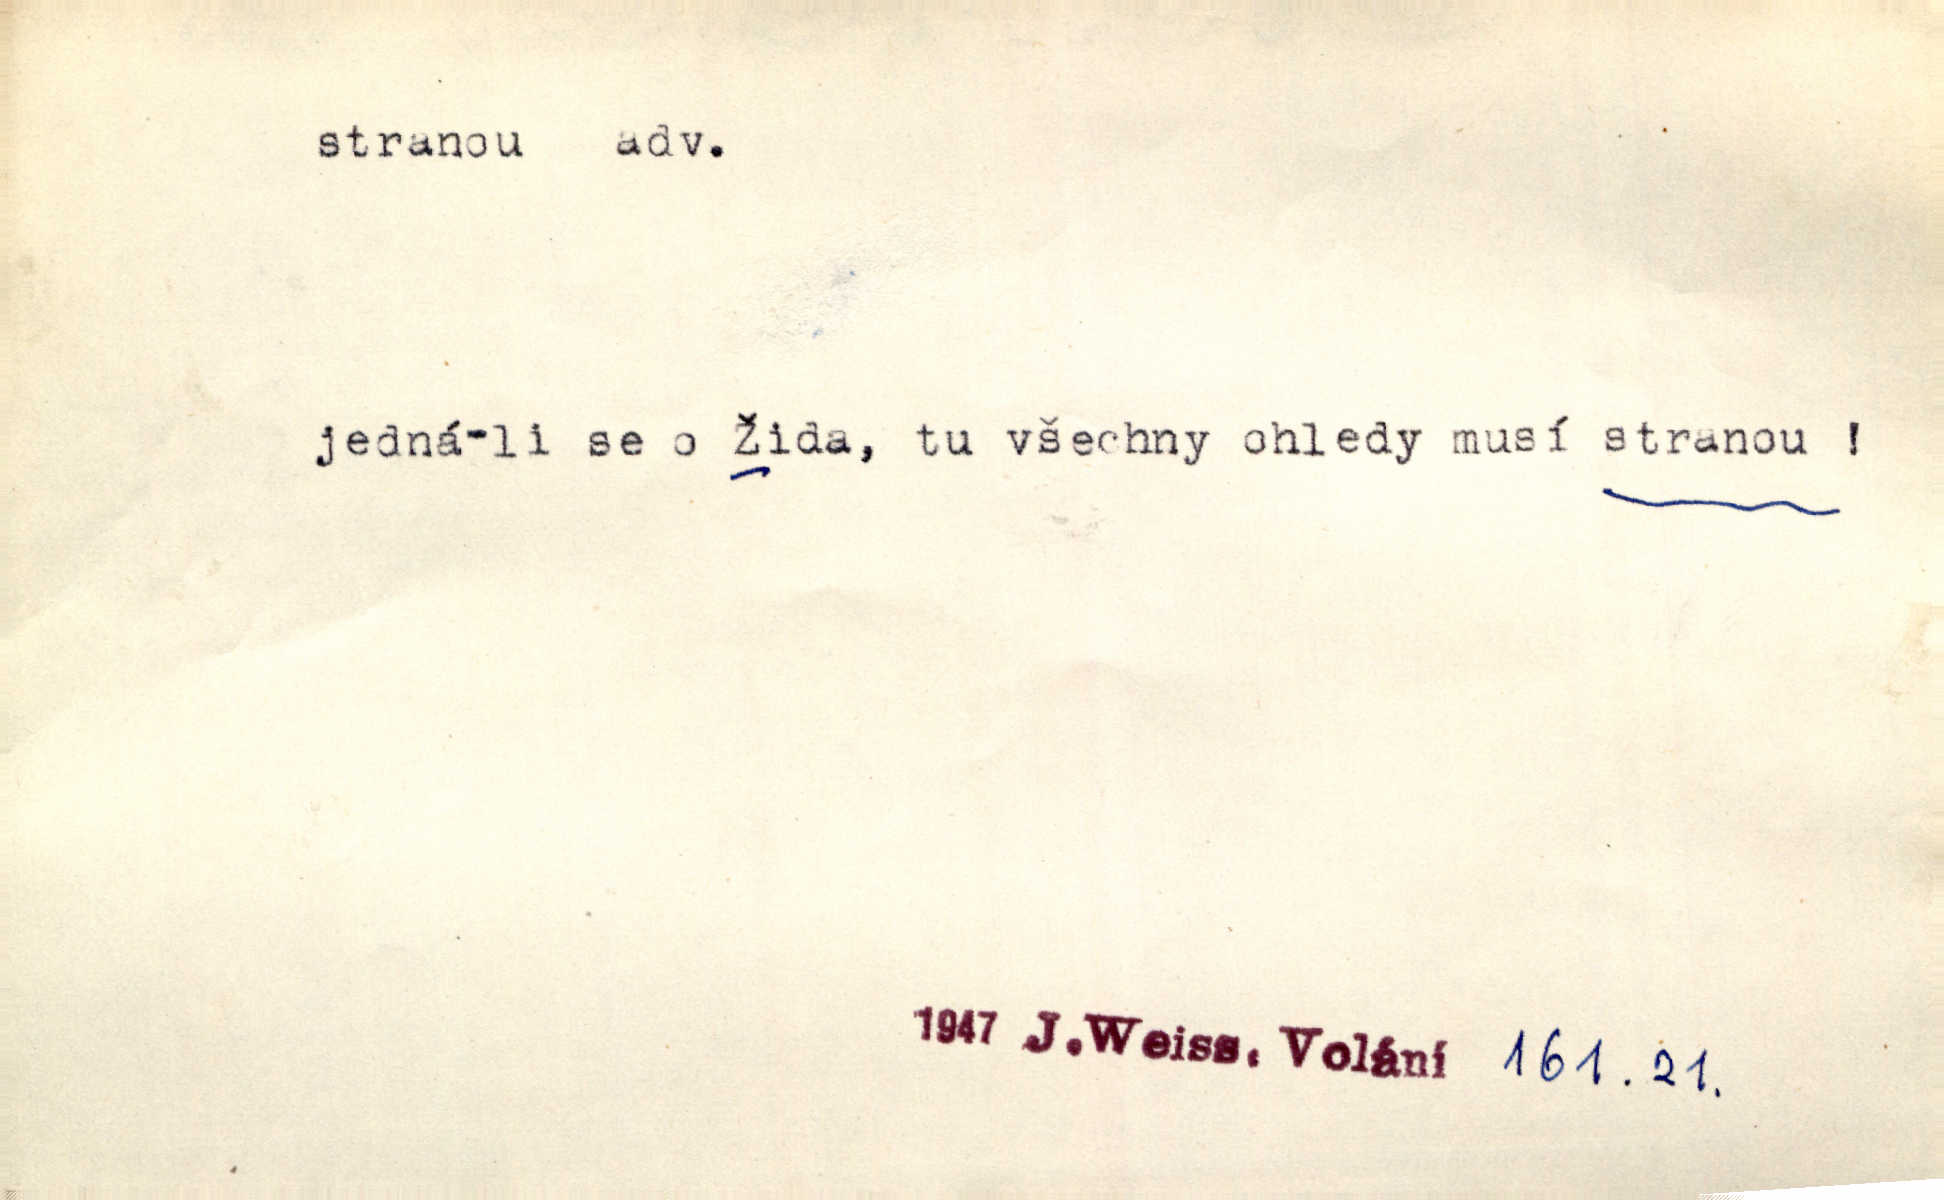 stranou adv.
jedná-li se o Žida, tu všechny ohledy musí stranou !
1947 J.Weiss. Volání 161. 21.